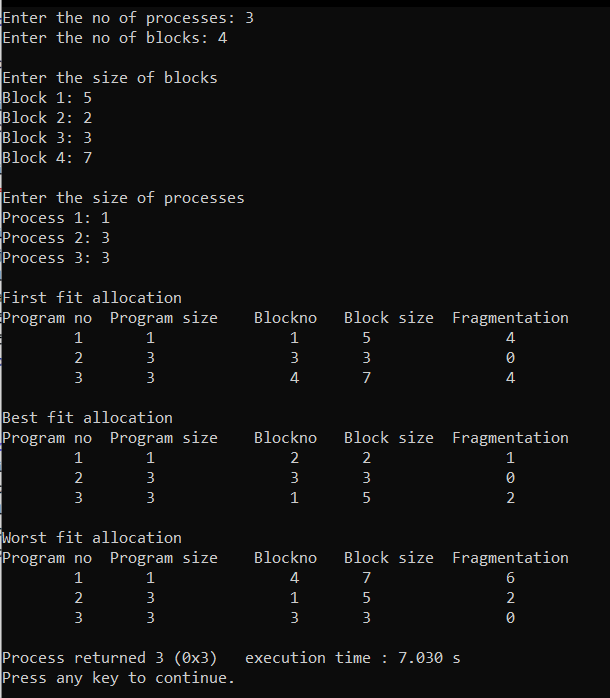 Enter the no of processes: 3
Enter the no of blocks: 4
Enter the size of blocks
Block 1: 5
Block 2: 2
Block 3: 3
Block 4: 7
Enter the size of processes
Process 1: 1
Process 2: 3
Process 3: 3
First fit allocation
Program no  Program size    Blockno   Block size  Fragmentation
1       1               1       5               4
2       3               3       3               0
3       3               4       7               4
Best fit allocation
Program no  Program size    Blockno   Block size  Fragmentation
1       1               2       2               1
2       3               3       3               0
3       3               1       5               2
Worst fit allocation
Program no  Program size    Blockno   Block size  Fragmentation
1       1               4       7               6
2       3               1       5               2
3       3               3       3               0
Process returned 3 (0x3)   execution time : 7.030 s
Press any key to continue.